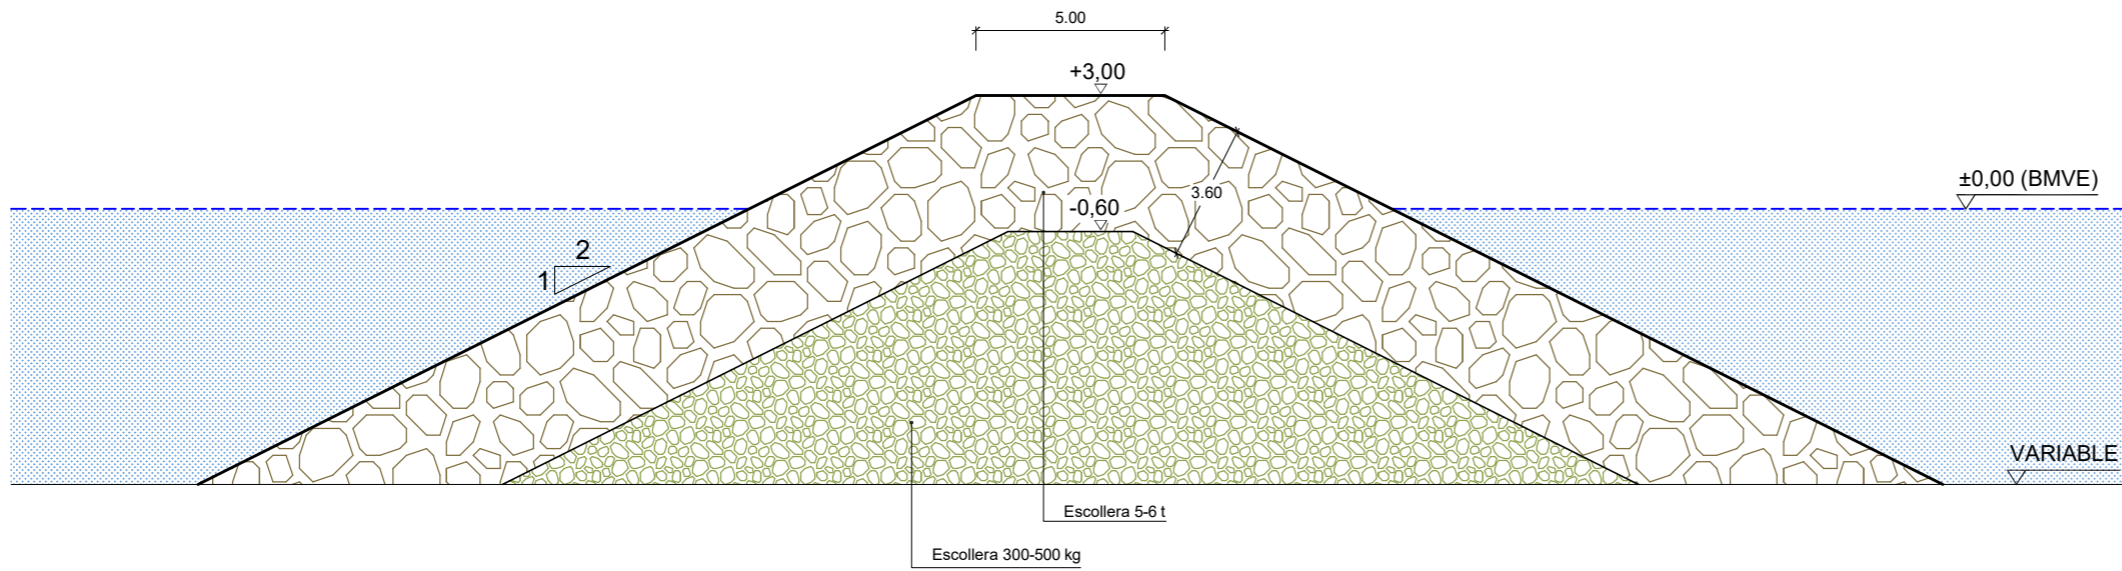 5.00
+3,00
±0,00 (BMVE)
3.60
-0,60
2
1
VARIABLE
Escollera 5-6 t
Escollera 300-500 kg